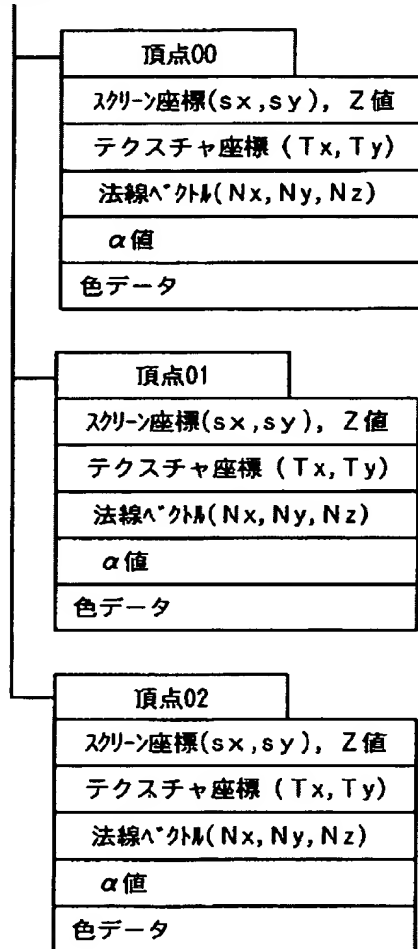 頂点00
スクリーン座標(sx,sy), Z値
テクスチャ座標 (Tx,Ty)
法線ベクトル(Nx,Ny,Nz)
α値
色データ
頂点01
スクリーン座標(sx,sy), Z値
テクスチャ座標 (Tx,Ty)
法線ベクトル(Nx,Ny,Nz)
α値
色データ
頂点02
スクリーン座標(sx,sy), Z値
テクスチャ座標 (Tx,Ty)
法線ベクトル(Nx,Ny,Nz)
α値
色データ